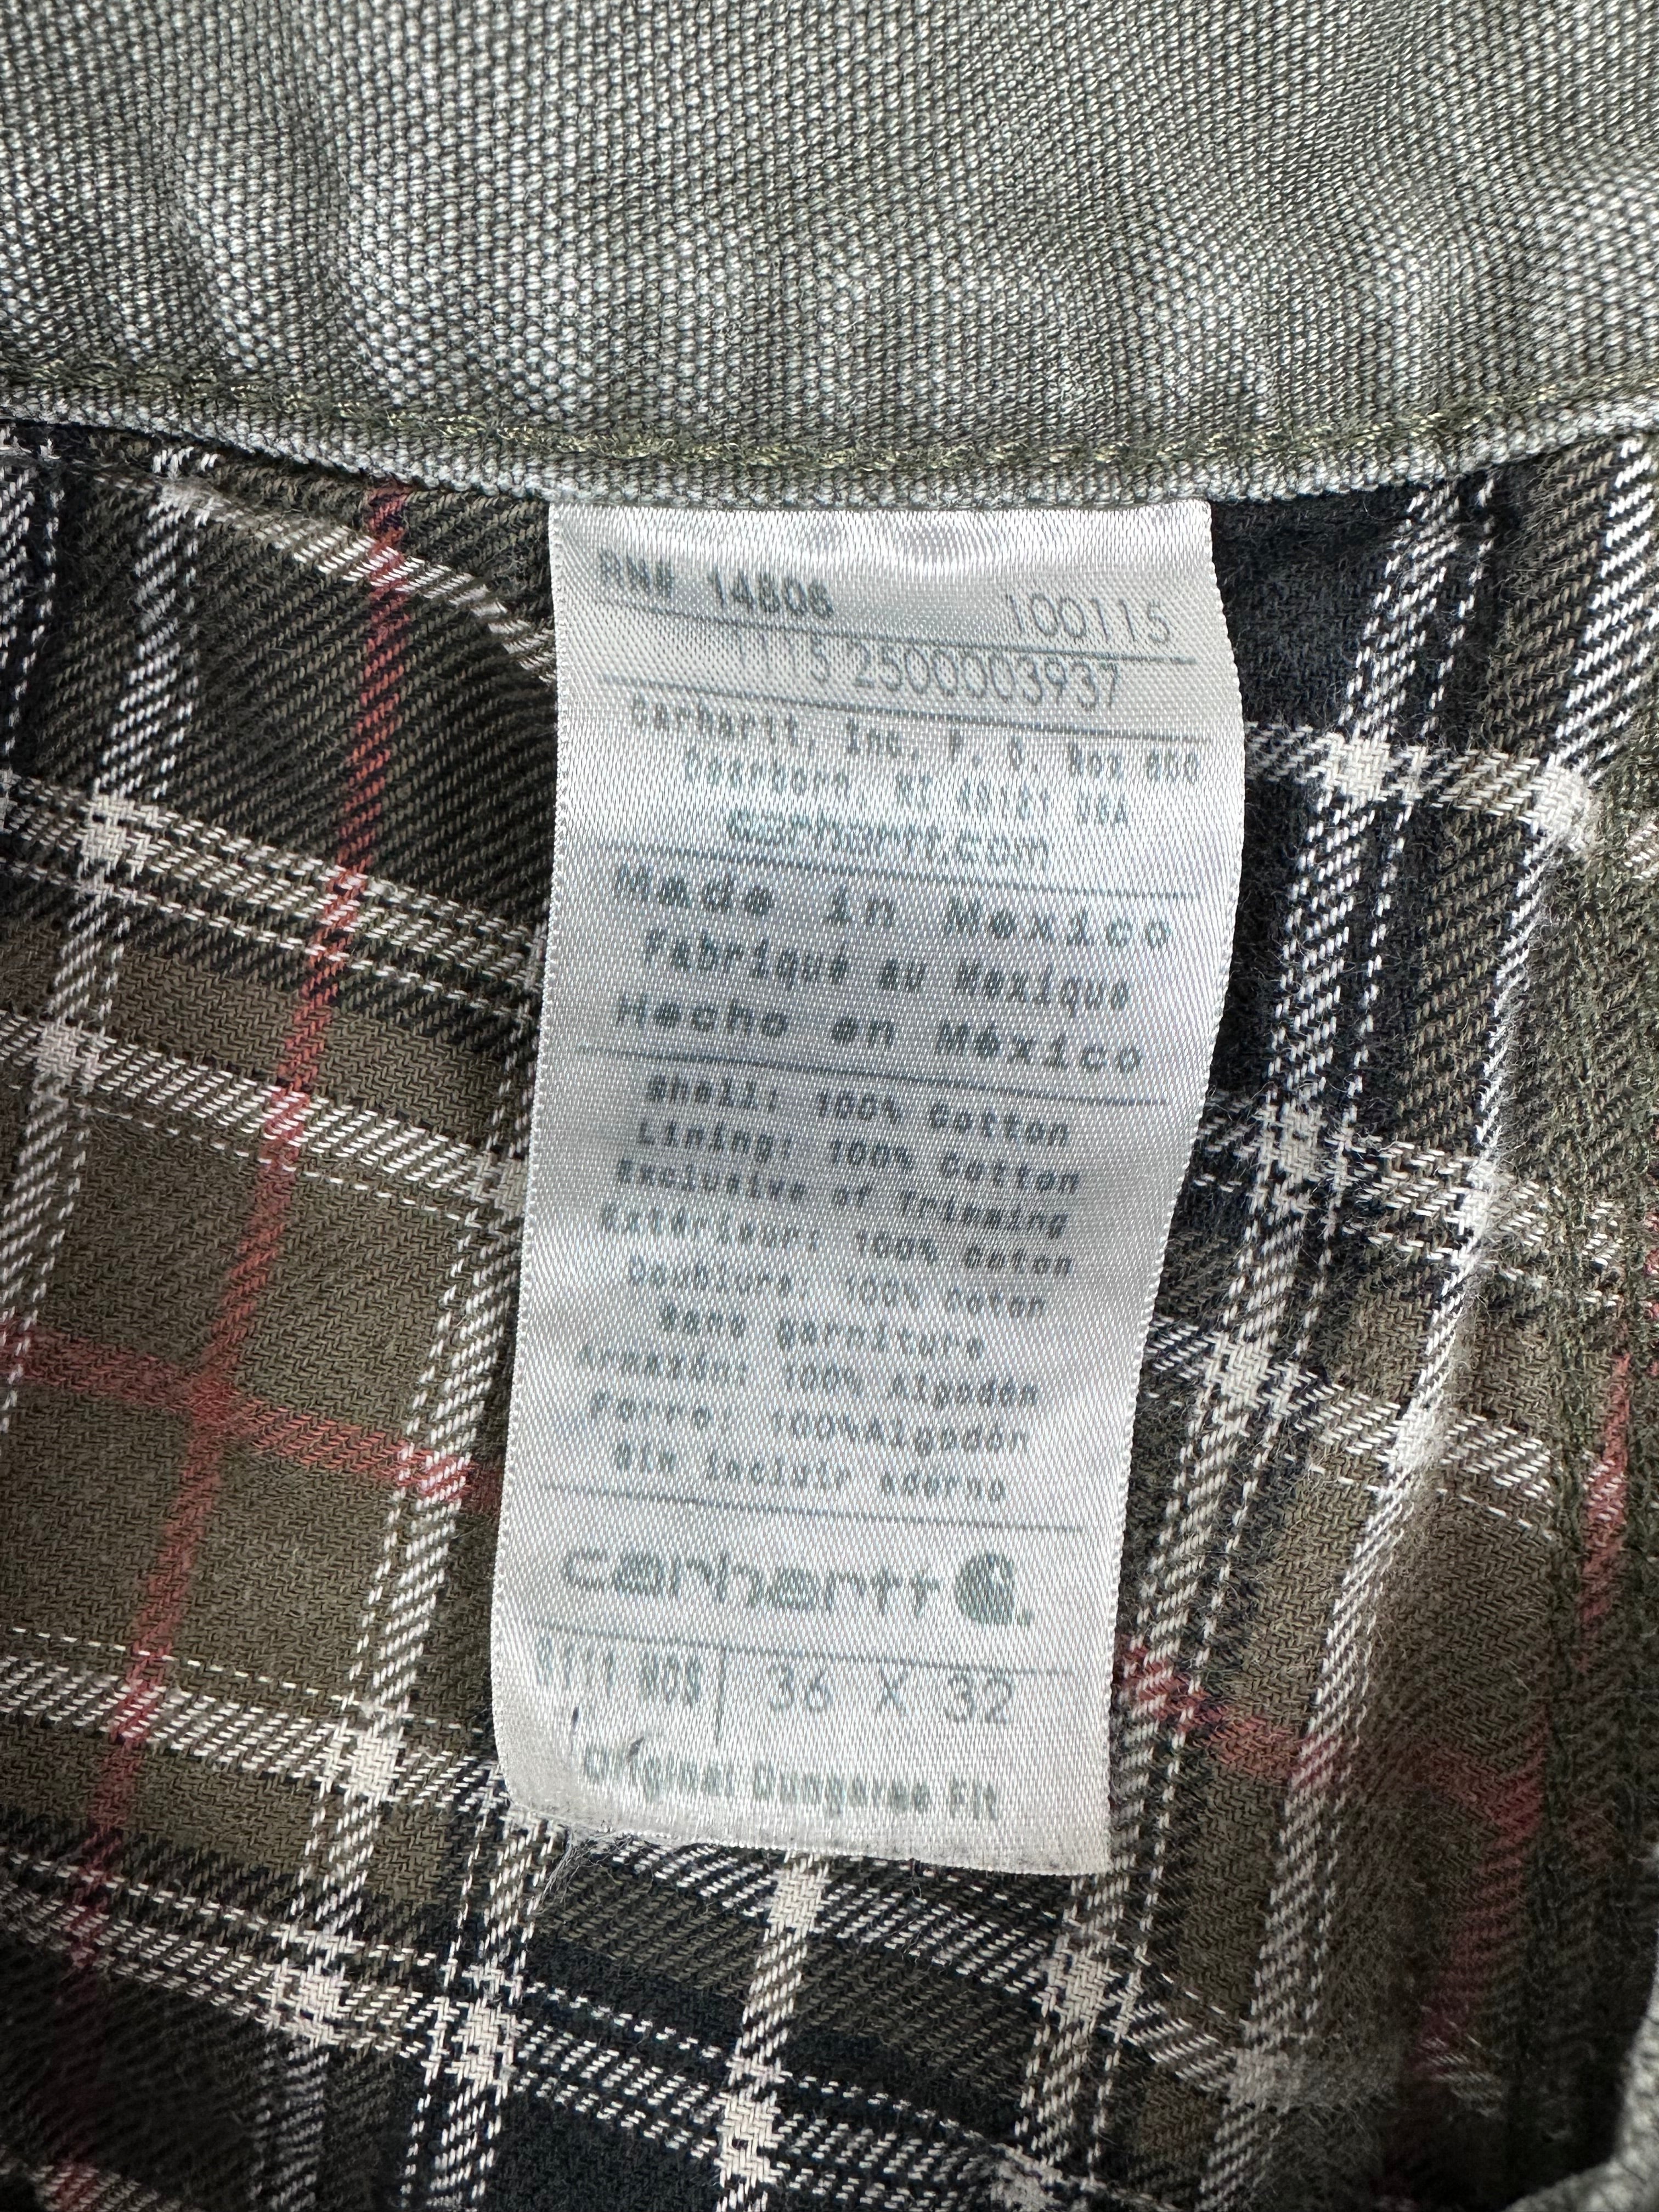 RN# 14806 100115
1115 2500003937
Carhartt, Inc. P. O. Box 600
Dearborn, MI 48121 USA
carhartt.com
Made in Mexico
Fabriqué au Mexique
Hecho en México
Shell: 100% Cotton
Lining: 100% Cotton
Exclusive of Trimming
Extérieur: 100% Coton
Doublure: 100% Coton
Sans garniture
Armazón: 100% Algodón
Forro: 100%Algodón
Sin incluir adorno
carhartt
B111 MOS 36 X 32
Original Dungaree Fit